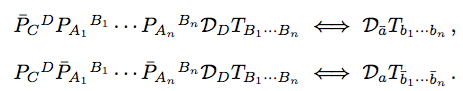 P̄_C^D P_{A_1}^{B_1} ··· P_{A_n}^{B_n} 𝒟_D T_{B_1···B_n} ⟺ 𝒟_ā T_{b_1···b_n} ,
P_C^D P̄_{A_1}^{B_1} ··· P̄_{A_n}^{B_n} 𝒟_D T_{B_1···B_n} ⟺ 𝒟_a T_{b̄_1···b̄_n} .